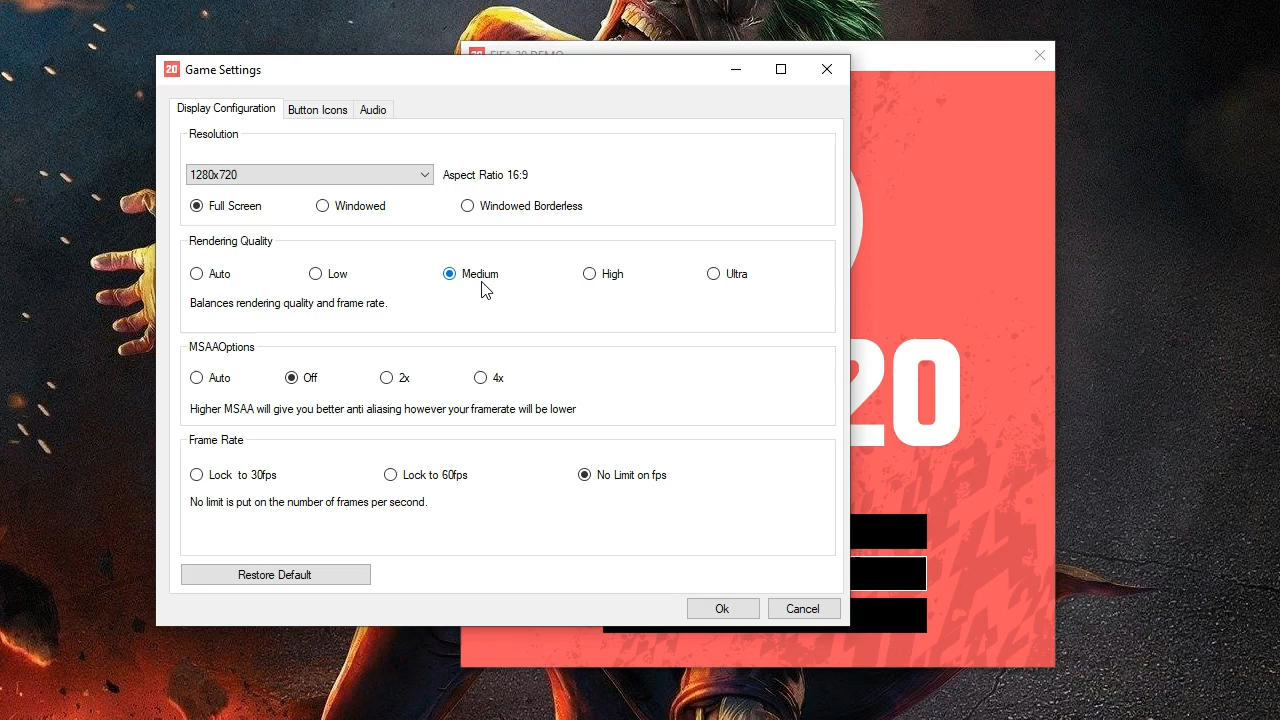 FIFA 20 DEMO
20 Game Settings
Display Configuration Button Icons Audio
Resolution
1280x720 Aspect Ratio 16:9
Full Screen Windowed Windowed Borderless
Rendering Quality
Auto Low Medium High Ultra
Balances rendering quality and frame rate.
MSAAOptions
Auto Off 2x 4x
Higher MSAA will give you better anti aliasing however your framerate will be lower
Frame Rate
Lock to 30fps Lock to 60fps No Limit on fps
No limit is put on the number of frames per second.
Restore Default
Ok Cancel
20